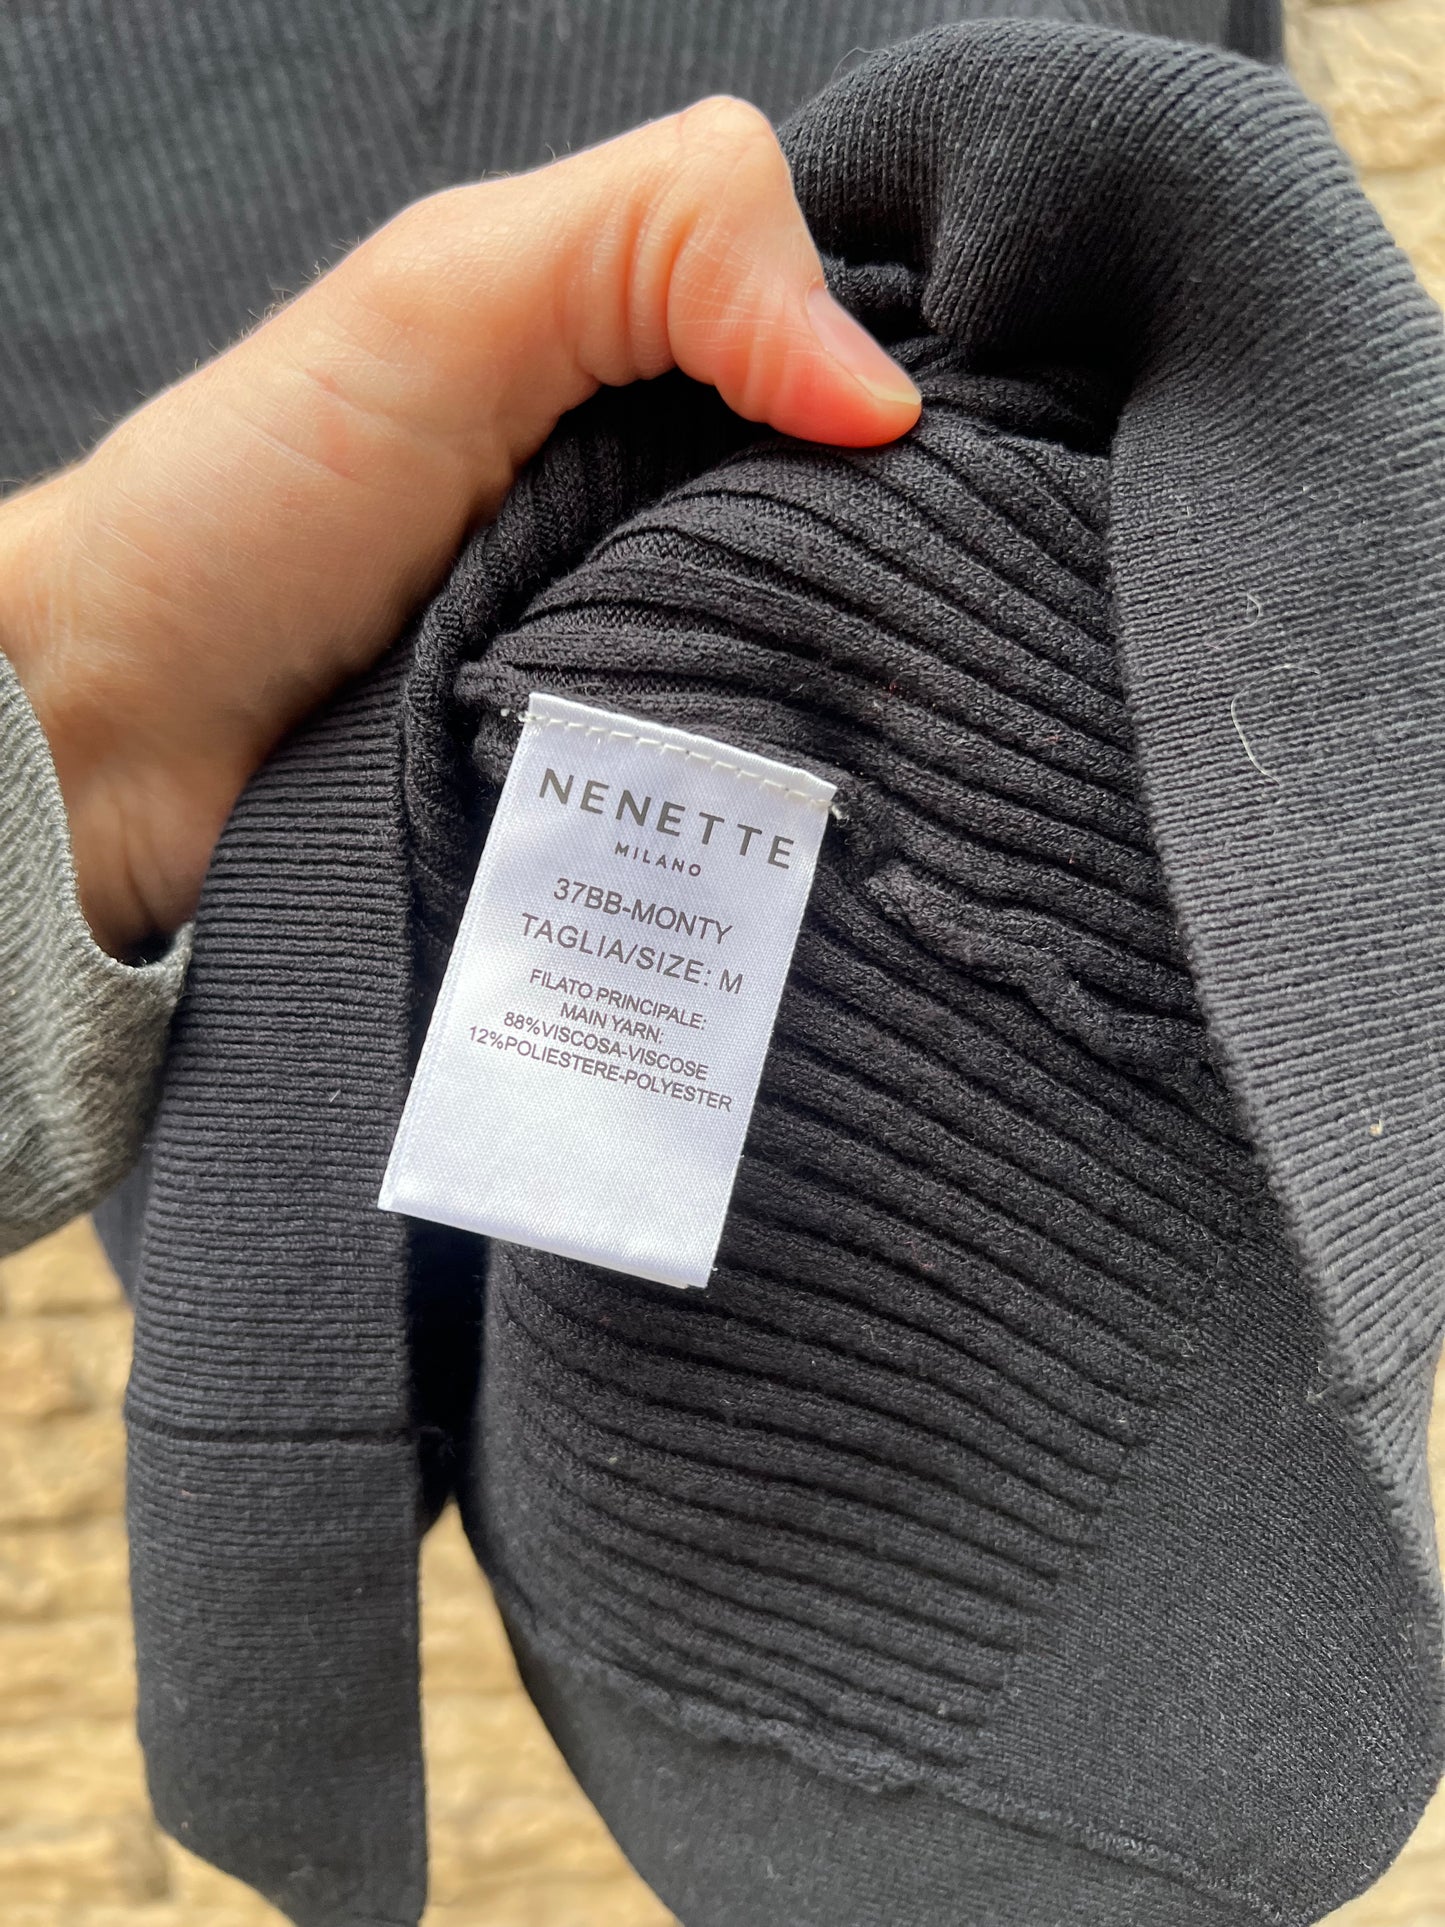 NENETTE
MILANO
37BB-MONTY
TAGLIA/SIZE: M
FILATO PRINCIPALE:
MAIN YARN:
88%VISCOSA-VISCOSE
12%POLIESTERE-POLYESTER